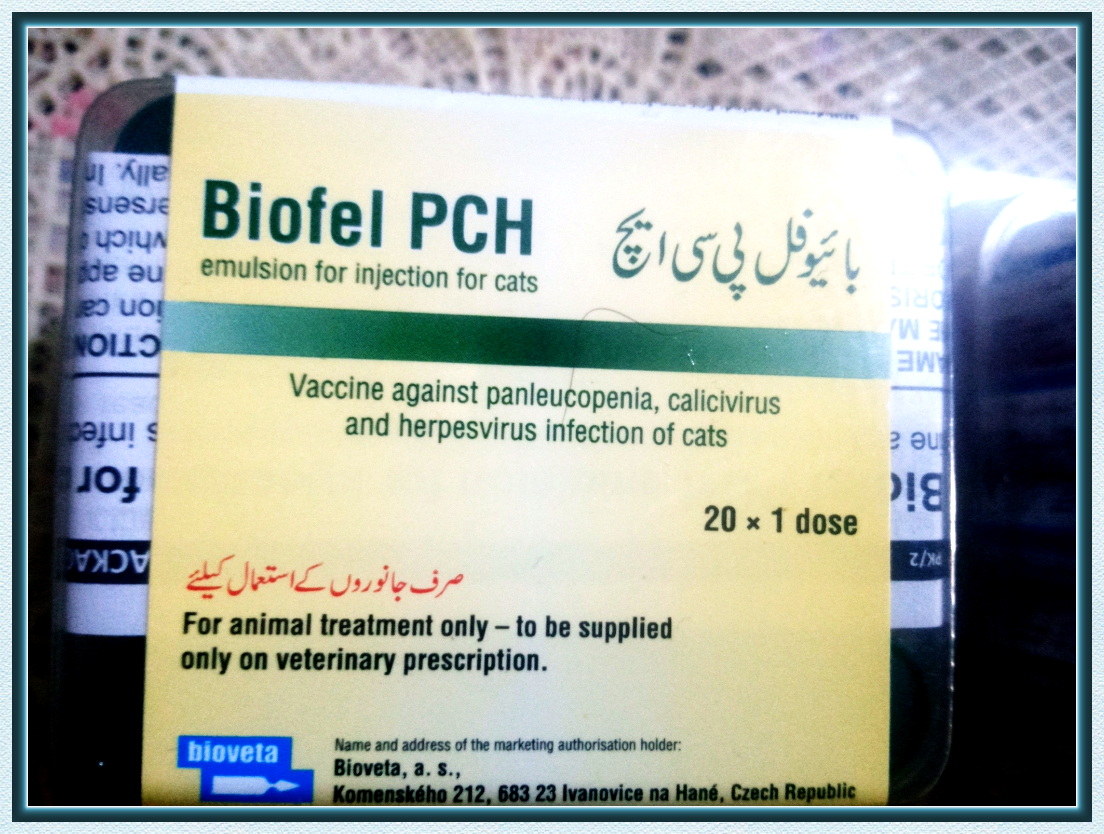 Biofel PCH
بائیوفل پی سی ایچ
emulsion for injection for cats
Vaccine against panleucopenia, calicivirus
and herpesvirus infection of cats
20 × 1 dose
صرف جانوروں کے استعمال کیلئے
For animal treatment only – to be supplied
only on veterinary prescription.
bioveta
Name and address of the marketing authorisation holder:
Bioveta, a. s.,
Komenského 212, 683 23 Ivanovice na Hané, Czech Republic
for
PK/2